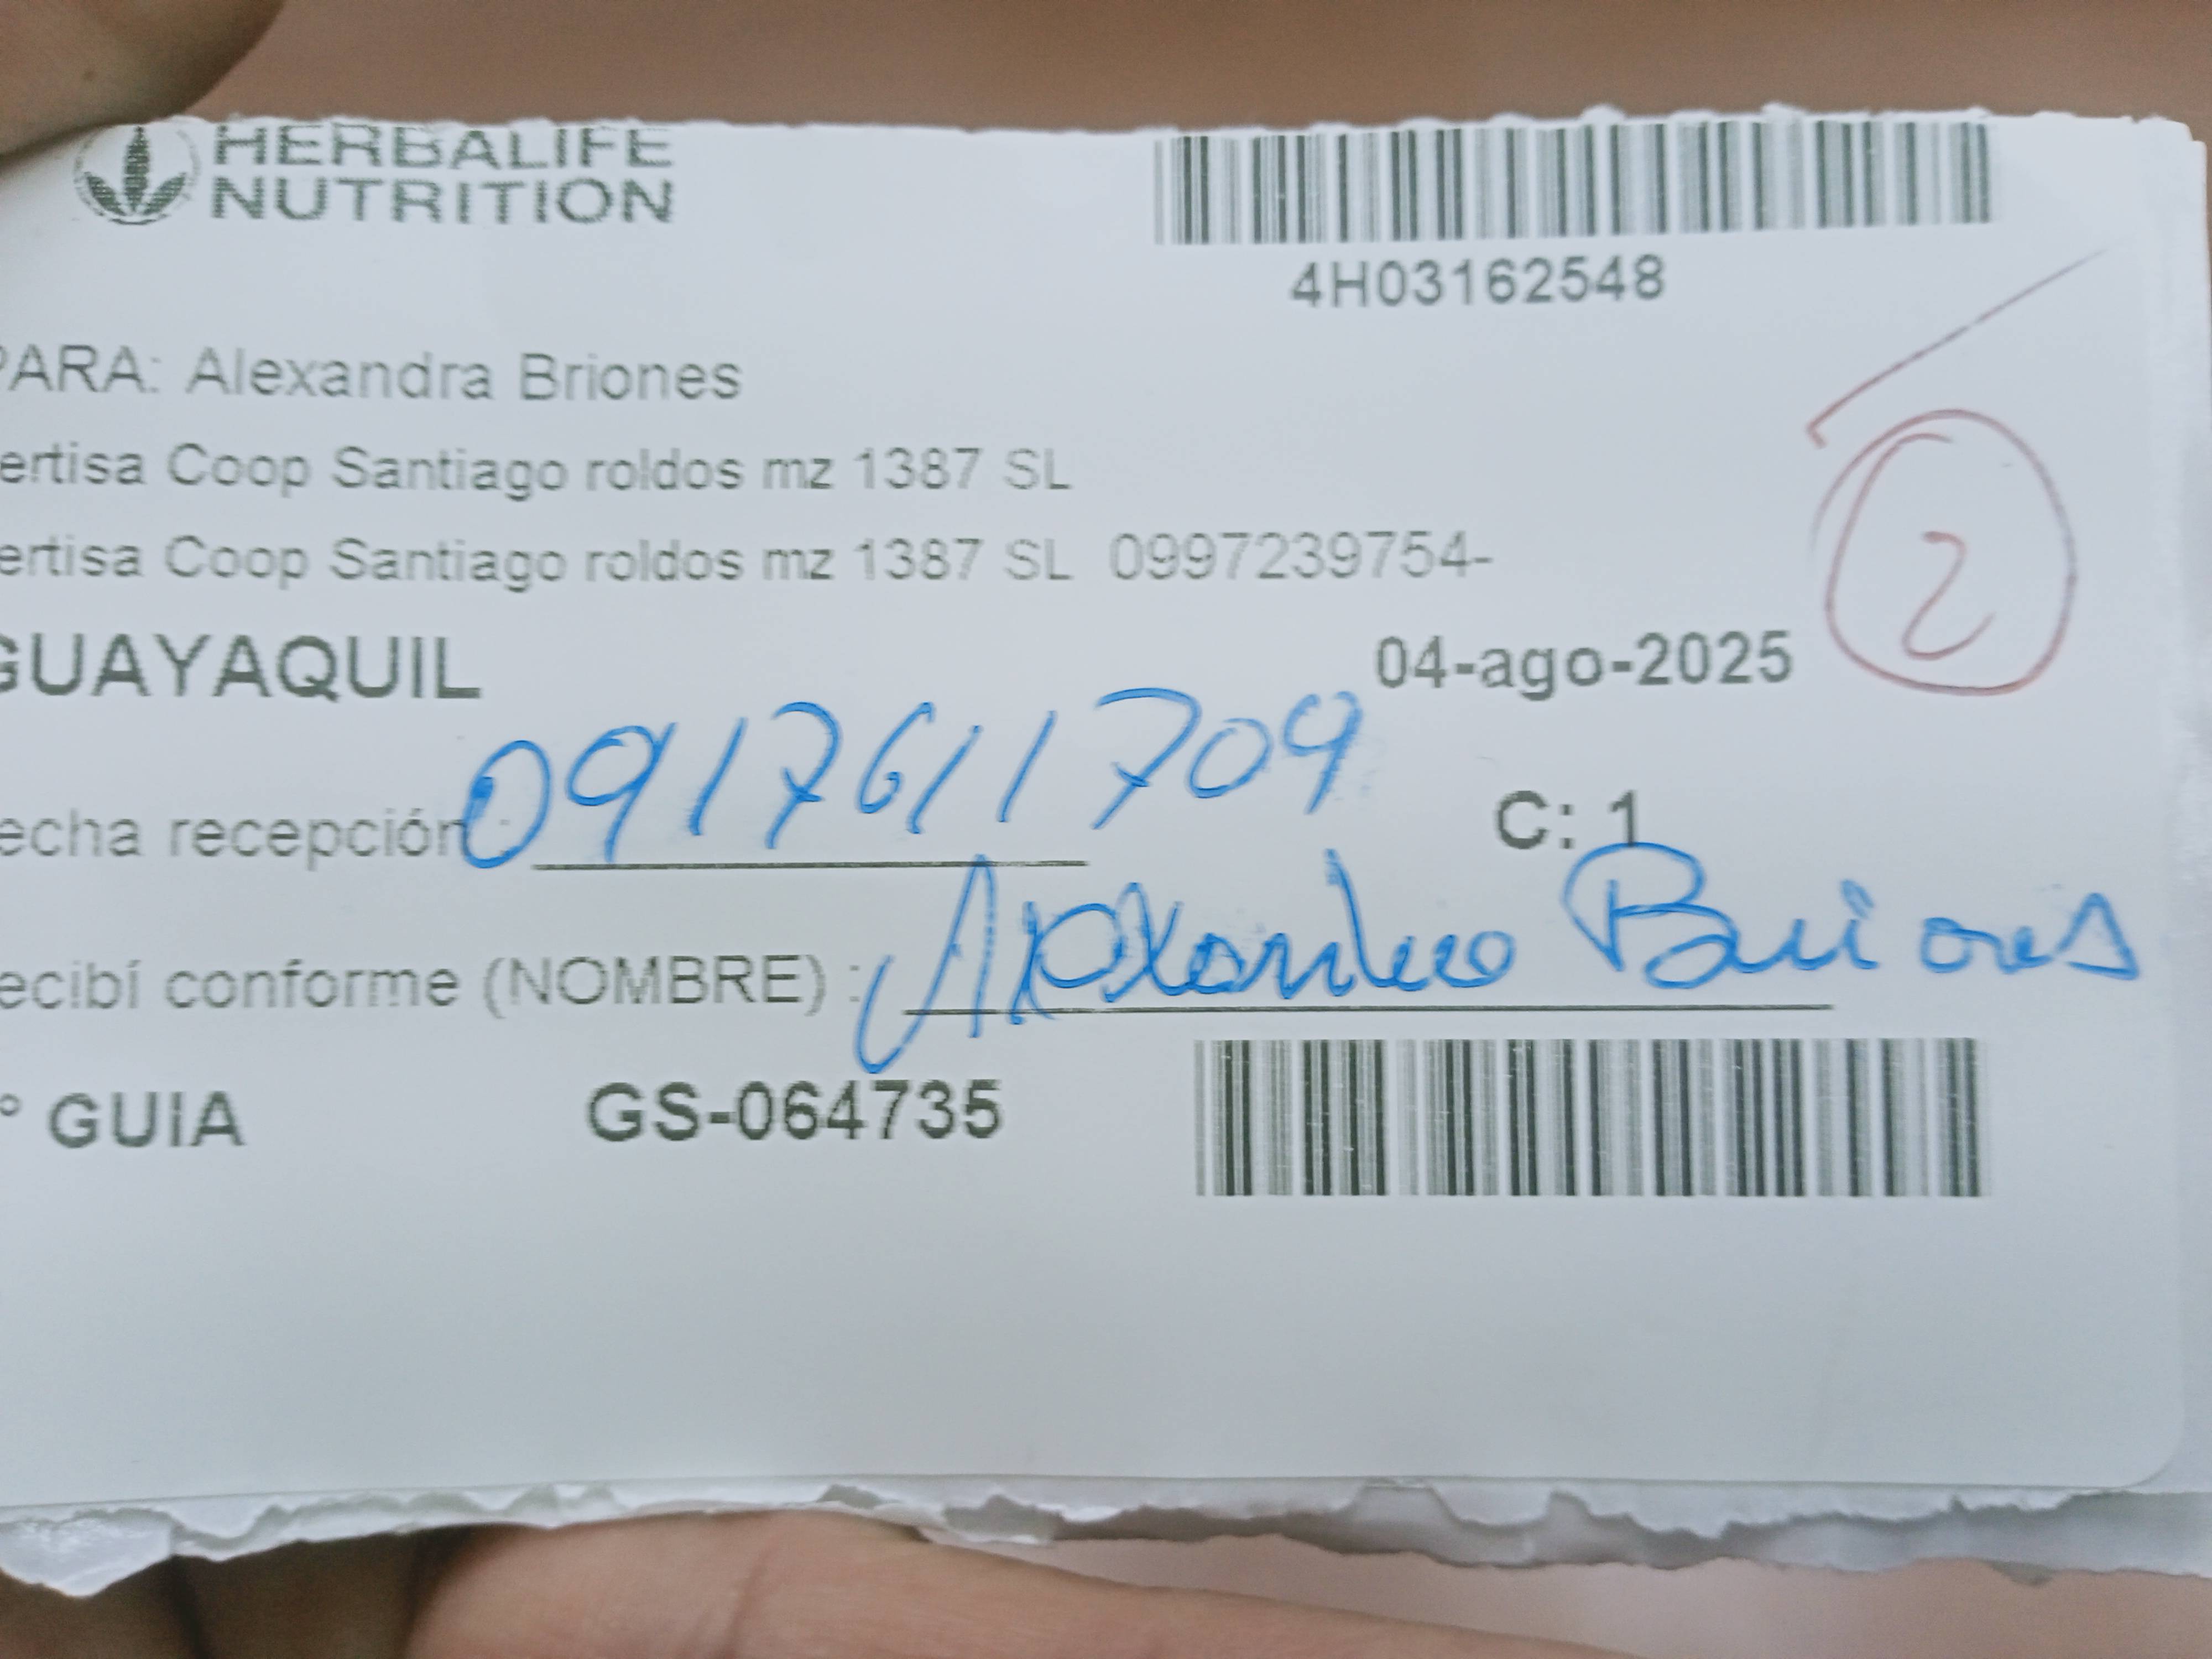 HERBALIFE
NUTRITION
4H03162548
PARA: Alexandra Briones
ertisa Coop Santiago roldos mz 1387 SL
ertisa Coop Santiago roldos mz 1387 SL 0997239754-
2
GUAYAQUIL 04-ago-2025
echa recepción: 0917611709 C: 1
ecibí conforme (NOMBRE) : Alexandra Briones
° GUIA GS-064735